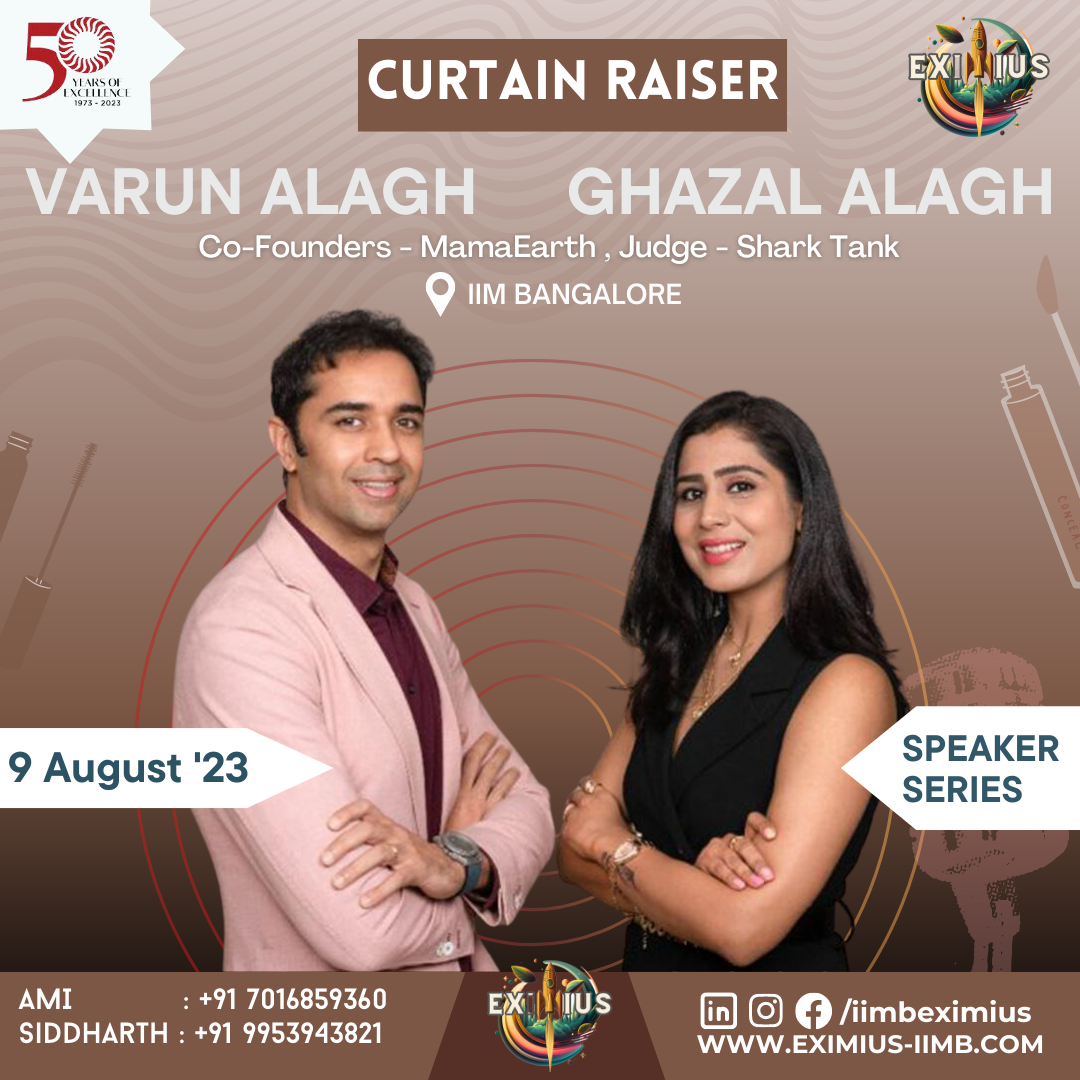 50
YEARS OF
EXCELLENCE
1973 - 2023
CURTAIN RAISER
EXIMIUS
VARUN ALAGH GHAZAL ALAGH
Co-Founders - MamaEarth , Judge - Shark Tank
IIM BANGALORE
9 August '23
SPEAKER
SERIES
AMI : +91 7016859360
SIDDHARTH : +91 9953943821
EXIMIUS
in
/iimbeximius
WWW.EXIMIUS-IIMB.COM